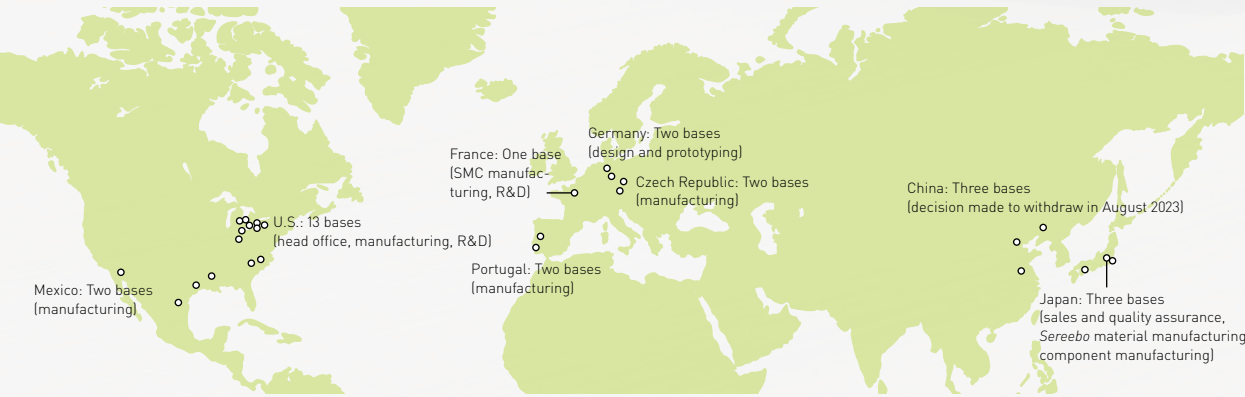 Germany: Two bases
(design and prototyping)
France: One base
(SMC manufac-
turing, R&D)
Czech Republic: Two bases
(manufacturing)
China: Three bases
(decision made to withdraw in August 2023)
U.S.: 13 bases
(head office, manufacturing, R&D)
Portugal: Two bases
(manufacturing)
Mexico: Two bases
(manufacturing)
Japan: Three bases
(sales and quality assurance,
Sereebo material manufacturing
component manufacturing)